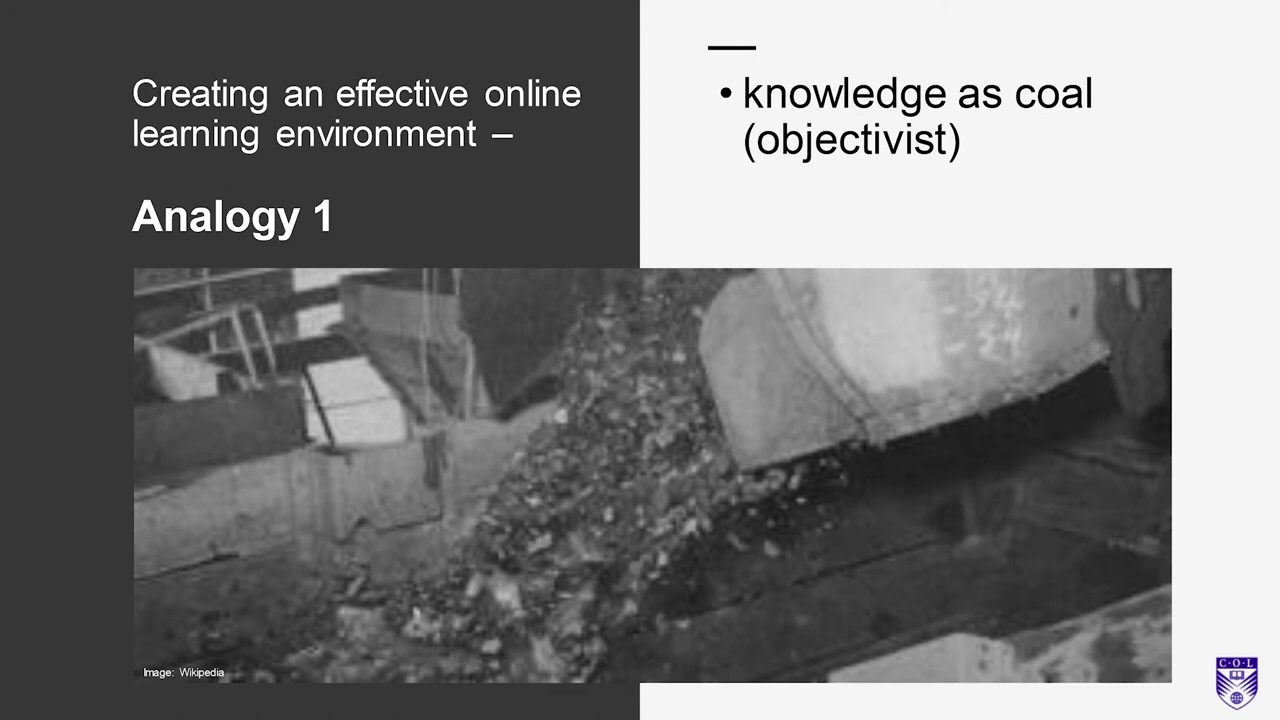 Creating an effective online
learning environment –
Analogy 1
• knowledge as coal
(objectivist)
Image: Wikipedia
C·O·L